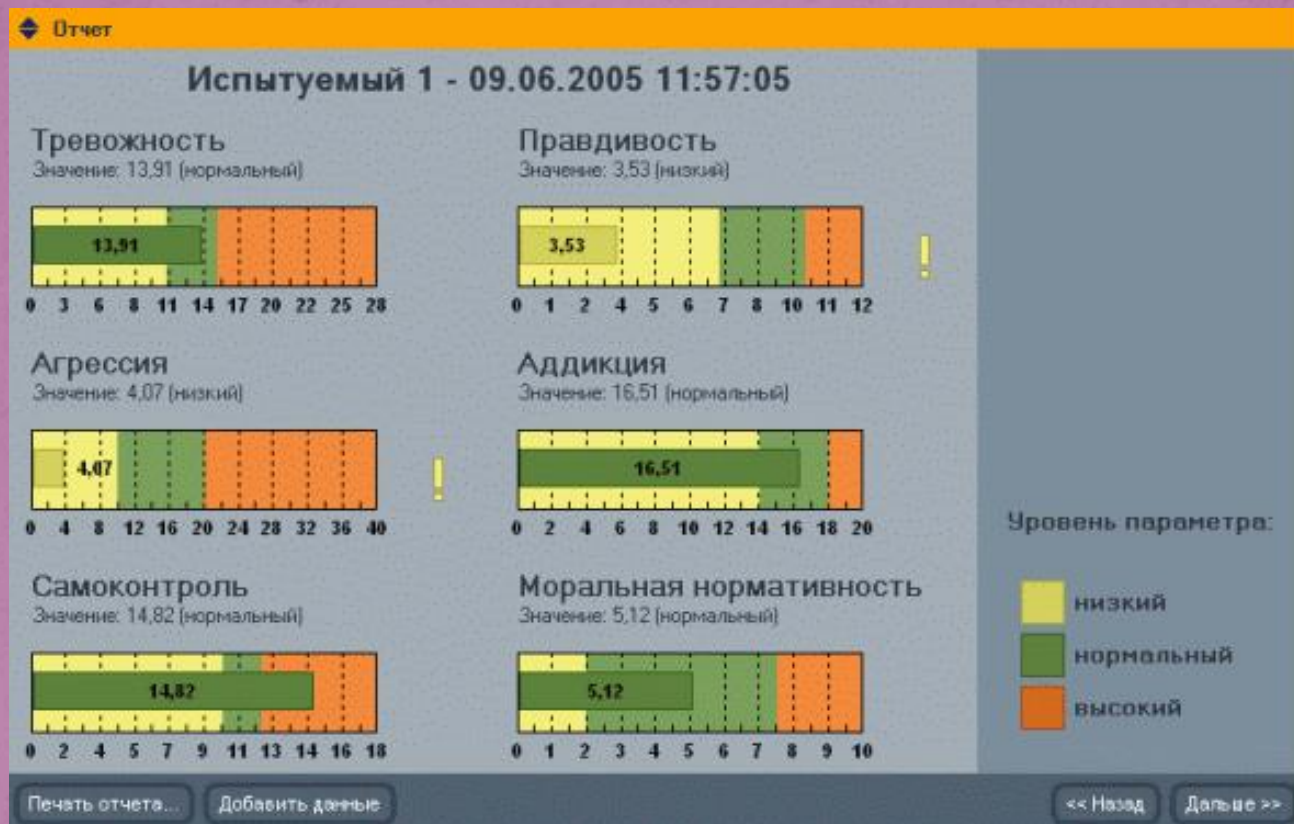 Отчет
Испытуемый 1 - 09.06.2005 11:57:05
Тревожность
Значение: 13,91 (нормальный)
13,91
0 3 6 8 11 14 17 20 22 25 28
Правдивость
Значение: 3,53 (низкий)
3,53
!
0 1 2 4 5 6 7 8 10 11 12
Агрессия
Значение: 4,07 (низкий)
4,07
!
0 4 8 12 16 20 24 28 32 36 40
Аддикция
Значение: 16,51 (нормальный)
16,51
0 2 4 6 8 10 12 14 16 18 20
Самоконтроль
Значение: 14,82 (нормальный)
14,82
0 2 4 5 7 9 11 13 14 16 18
Моральная нормативность
Значение: 5,12 (нормальный)
5,12
0 1 2 3 4 5 6 7 8 9 10
Уровень параметра:
низкий
нормальный
высокий
Печать отчета...
Добавить данные
<< Назад
Дальше >>